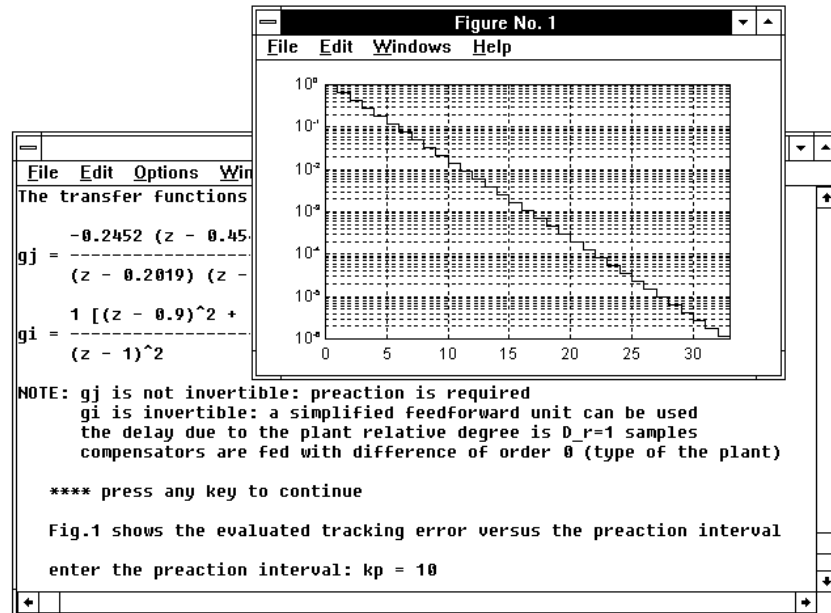 Figure No. 1
File Edit Windows Help
10⁰
10⁻¹
10⁻²
10⁻³
10⁻⁴
10⁻⁵
10⁻⁶
0 5 10 15 20 25 30
File Edit Options Win
The transfer functions
-0.2452 (z - 0.45
gj = ------------------------
(z - 0.2019) (z -
1 [(z - 0.9)^2 +
gi = ------------------------
(z - 1)^2
NOTE: gj is not invertible: preaction is required
gi is invertible: a simplified feedforward unit can be used
the delay due to the plant relative degree is D_r=1 samples
compensators are fed with difference of order 0 (type of the plant)
**** press any key to continue
Fig.1 shows the evaluated tracking error versus the preaction interval
enter the preaction interval: kp = 10